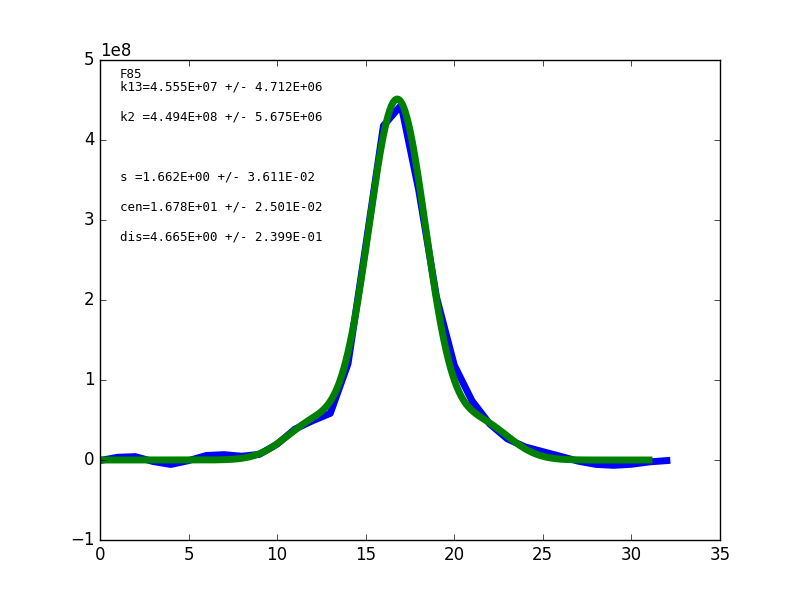 1e8
F85
k13=4.555E+07 +/- 4.712E+06
k2 =4.494E+08 +/- 5.675E+06
s =1.662E+00 +/- 3.611E-02
cen=1.678E+01 +/- 2.501E-02
dis=4.665E+00 +/- 2.399E-01
5
4
3
2
1
0
−1
0 5 10 15 20 25 30 35